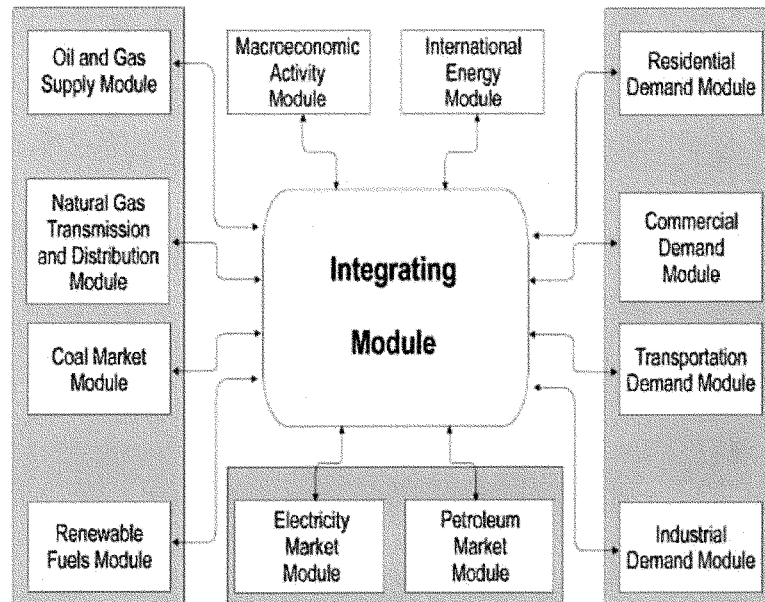 Oil and Gas
Supply Module
Macroeconomic
Activity
Module
International
Energy
Module
Residential
Demand Module
Natural Gas
Transmission
and Distribution
Module
Commercial
Demand
Module
Integrating
Module
Coal Market
Module
Transportation
Demand Module
Renewable
Fuels Module
Electricity
Market
Module
Petroleum
Market
Module
Industrial
Demand Module